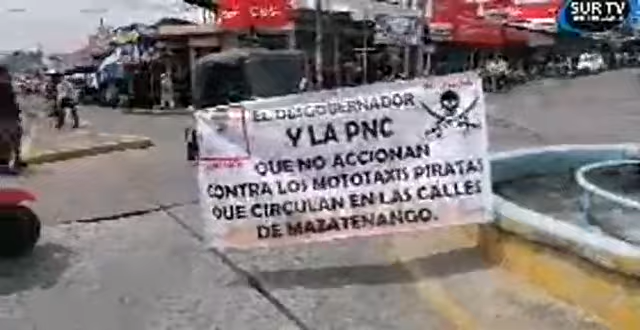 SUR TV
EL DESGOBERNADOR
Y LA PNC
QUE NO ACCIONAN
CONTRA LOS MOTOTAXIS PIRATAS
QUE CIRCULAN EN LAS CALLES
DE MAZATENANGO.